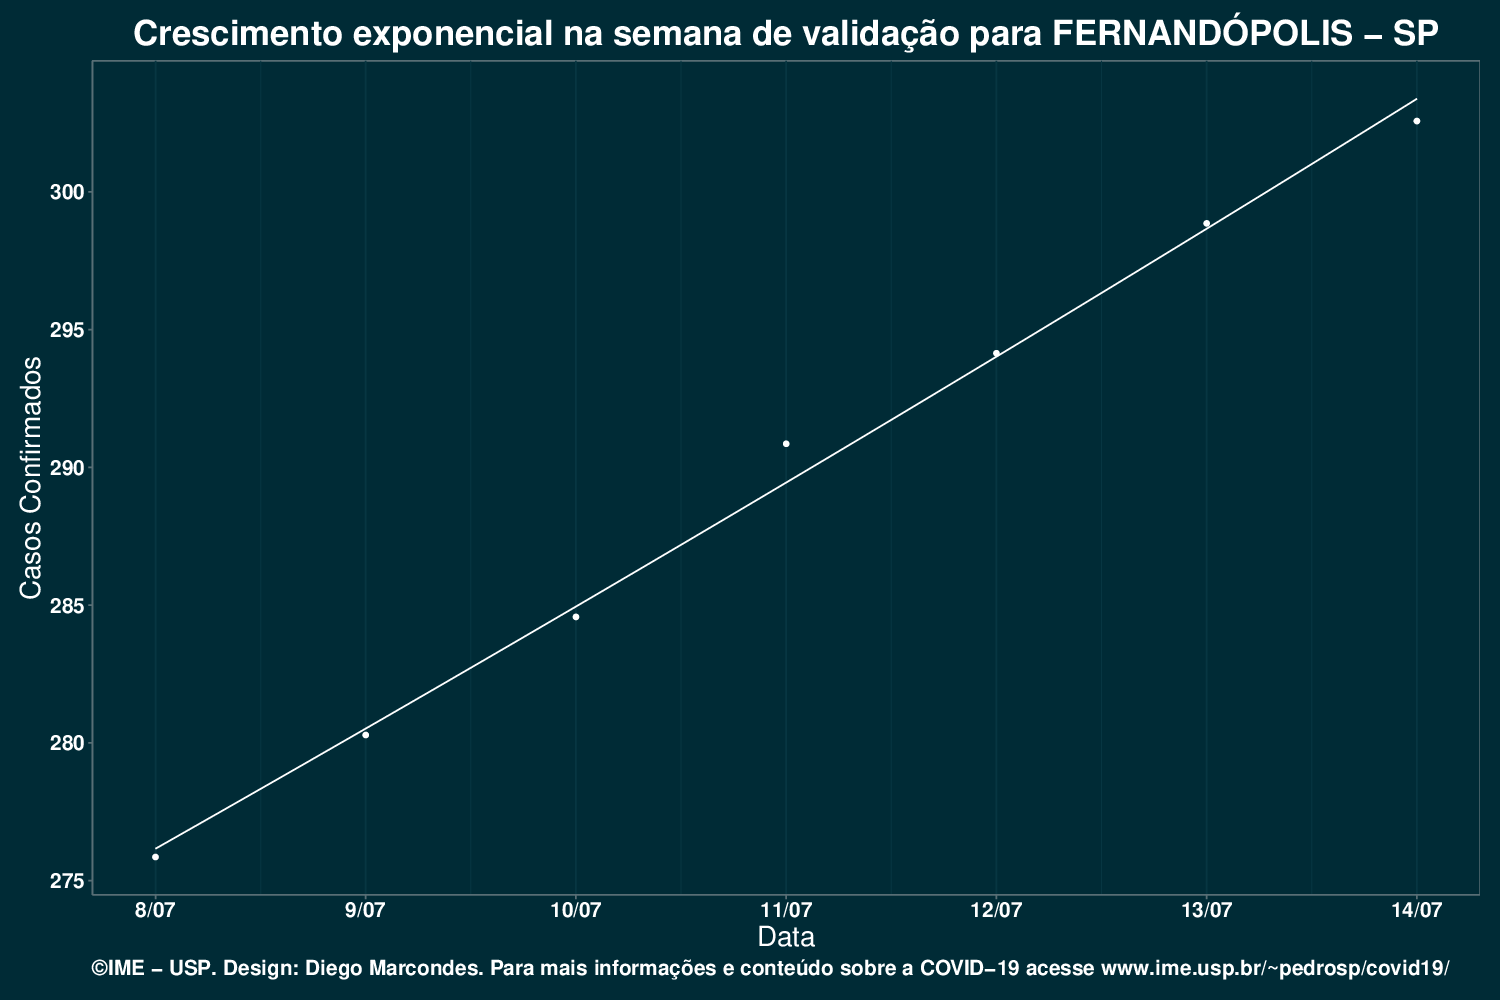 Crescimento exponencial na semana de validação para FERNANDÓPOLIS – SP
Casos Confirmados
300
295
290
285
280
275
8/07 9/07 10/07 11/07 12/07 13/07 14/07
Data
©IME – USP. Design: Diego Marcondes. Para mais informações e conteúdo sobre a COVID–19 acesse www.ime.usp.br/~pedrosp/covid19/